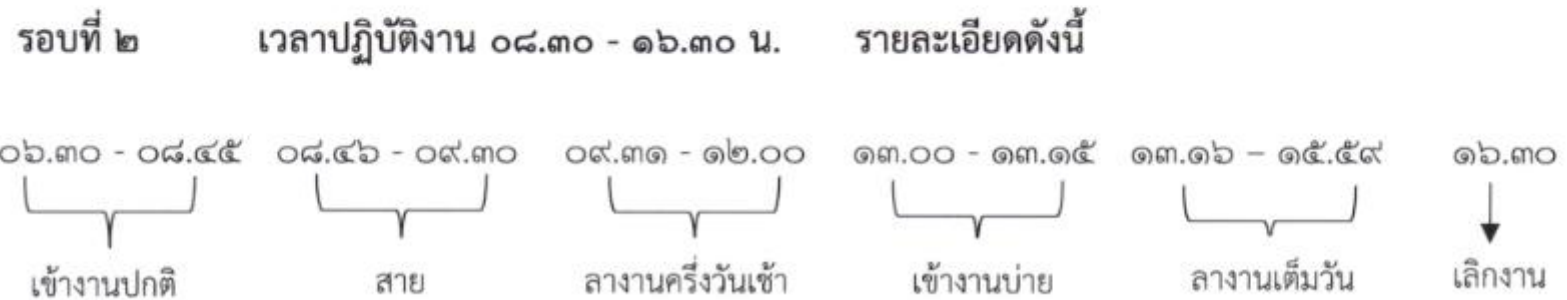 รอบที่ ๒ เวลาปฏิบัติงาน ๐๘.๓๐ - ๑๖.๓๐ น. รายละเอียดดังนี้
๐๖.๓๐ - ๐๘.๔๕ ๐๘.๔๖ - ๐๙.๓๐ ๐๙.๓๑ - ๑๒.๐๐ ๑๓.๐๐ - ๑๓.๑๕ ๑๓.๑๖ – ๑๕.๕๙ ๑๖.๓๐
เข้างานปกติ สาย ลางานครึ่งวันเช้า เข้างานบ่าย ลางานเต็มวัน เลิกงาน